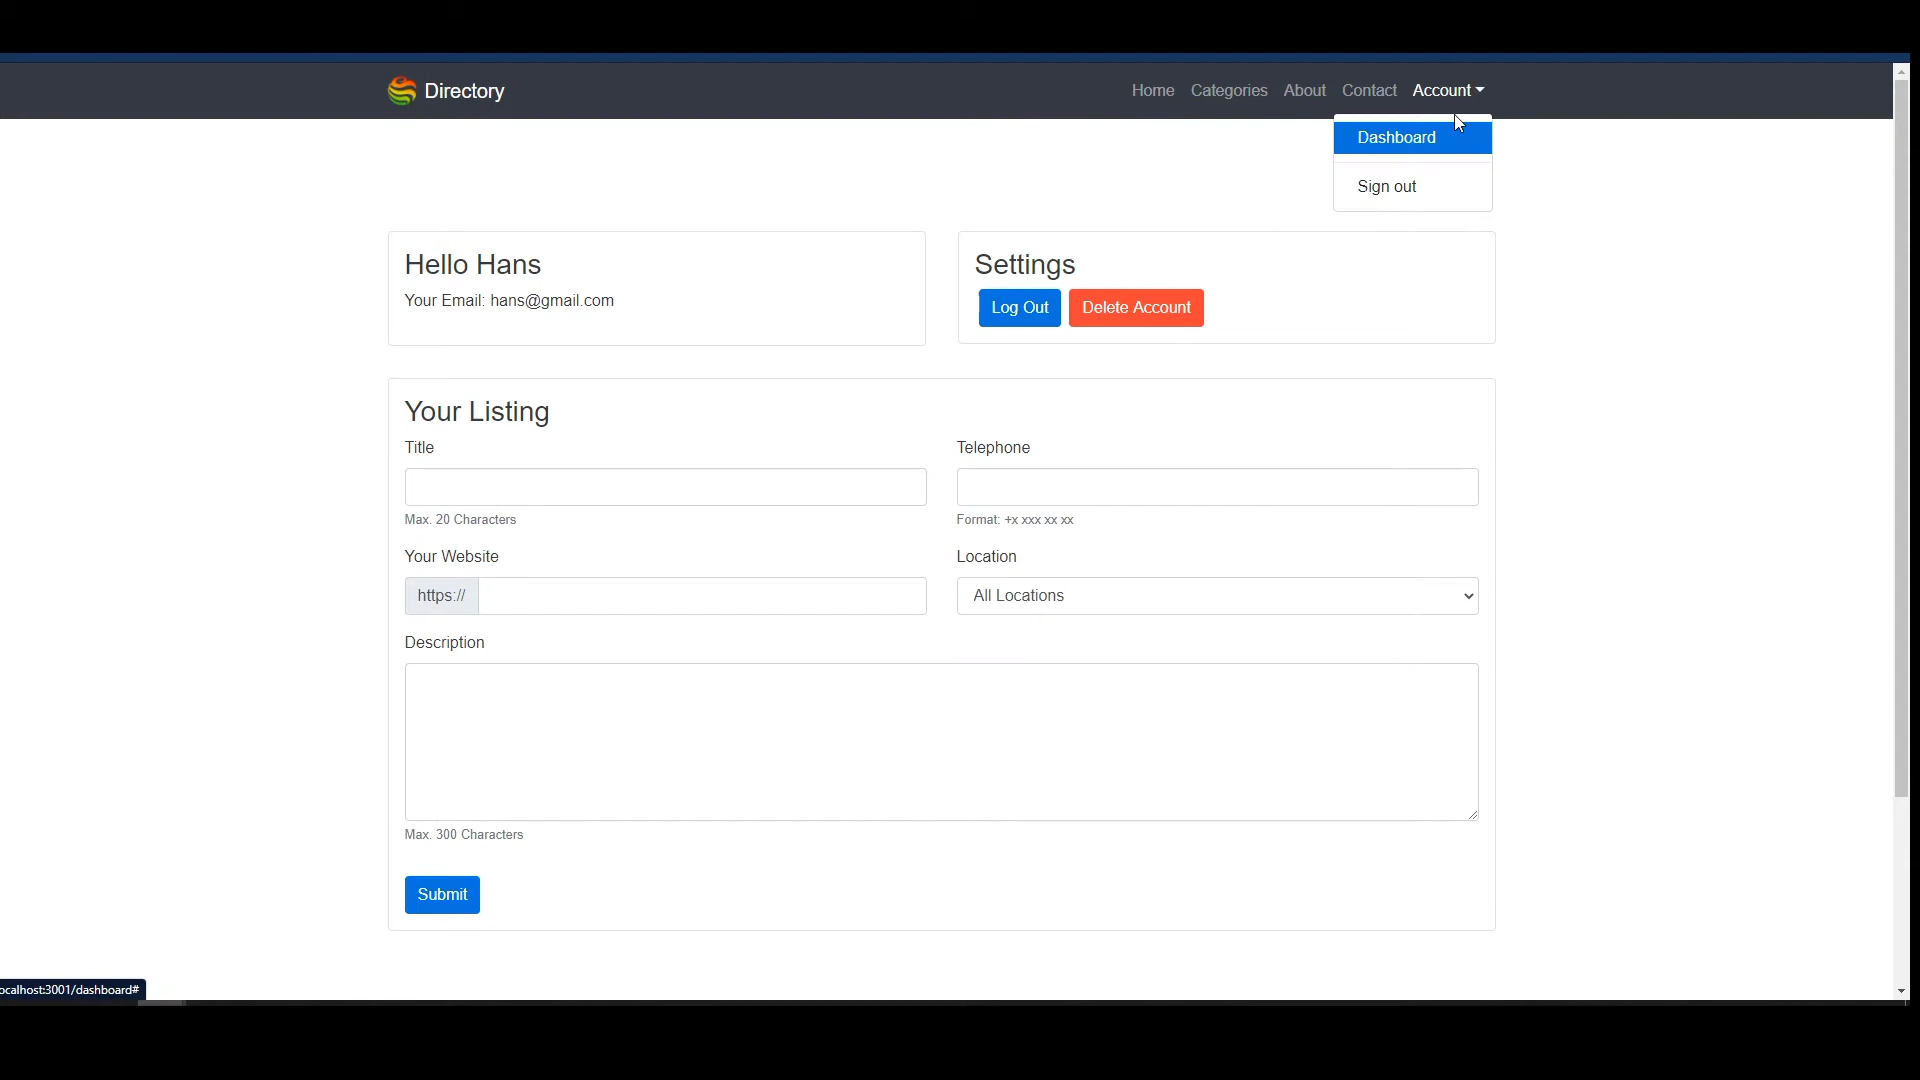 Directory
Home Categories About Contact Account
Dashboard
Sign out
Hello Hans
Your Email: hans@gmail.com
Settings
Log Out Delete Account
Your Listing
Title
Max. 20 Characters
Telephone
Format: +x xxx xx xx
Your Website
https://
Location
All Locations
Description
Max. 300 Characters
Submit
ocalhost:3001/dashboard#